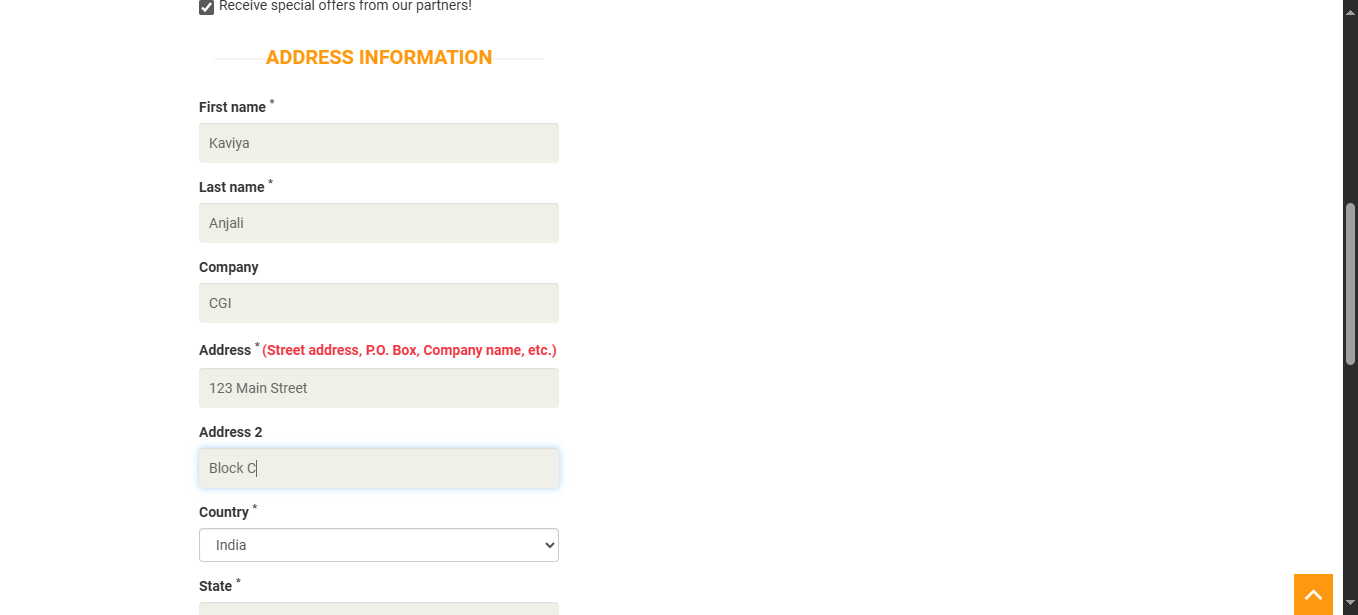 Receive special offers from our partners!
ADDRESS INFORMATION
First name *
Kaviya
Last name *
Anjali
Company
CGI
Address * (Street address, P.O. Box, Company name, etc.)
123 Main Street
Address 2
Block C
Country *
India
State *